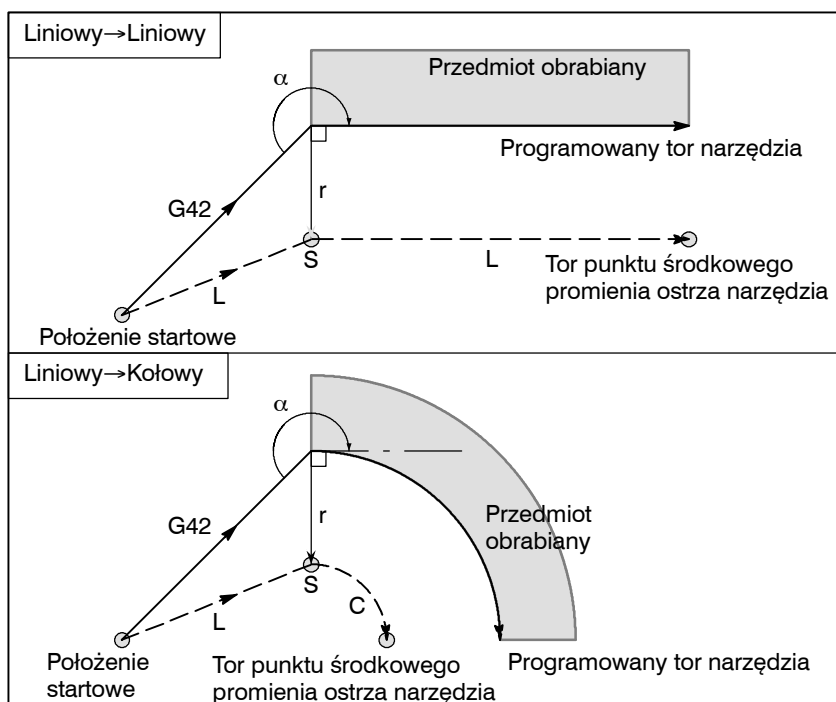 Liniowy→Liniowy
Przedmiot obrabiany
α
Programowany tor narzędzia
G42
r
S
L
L
Tor punktu środkowego
promienia ostrza narzędzia
Położenie startowe
Liniowy→Kołowy
α
G42
r
Przedmiot
obrabiany
S
L
C
Położenie
startowe
Tor punktu środkowego
promienia ostrza narzędzia
Programowany tor narzędzia